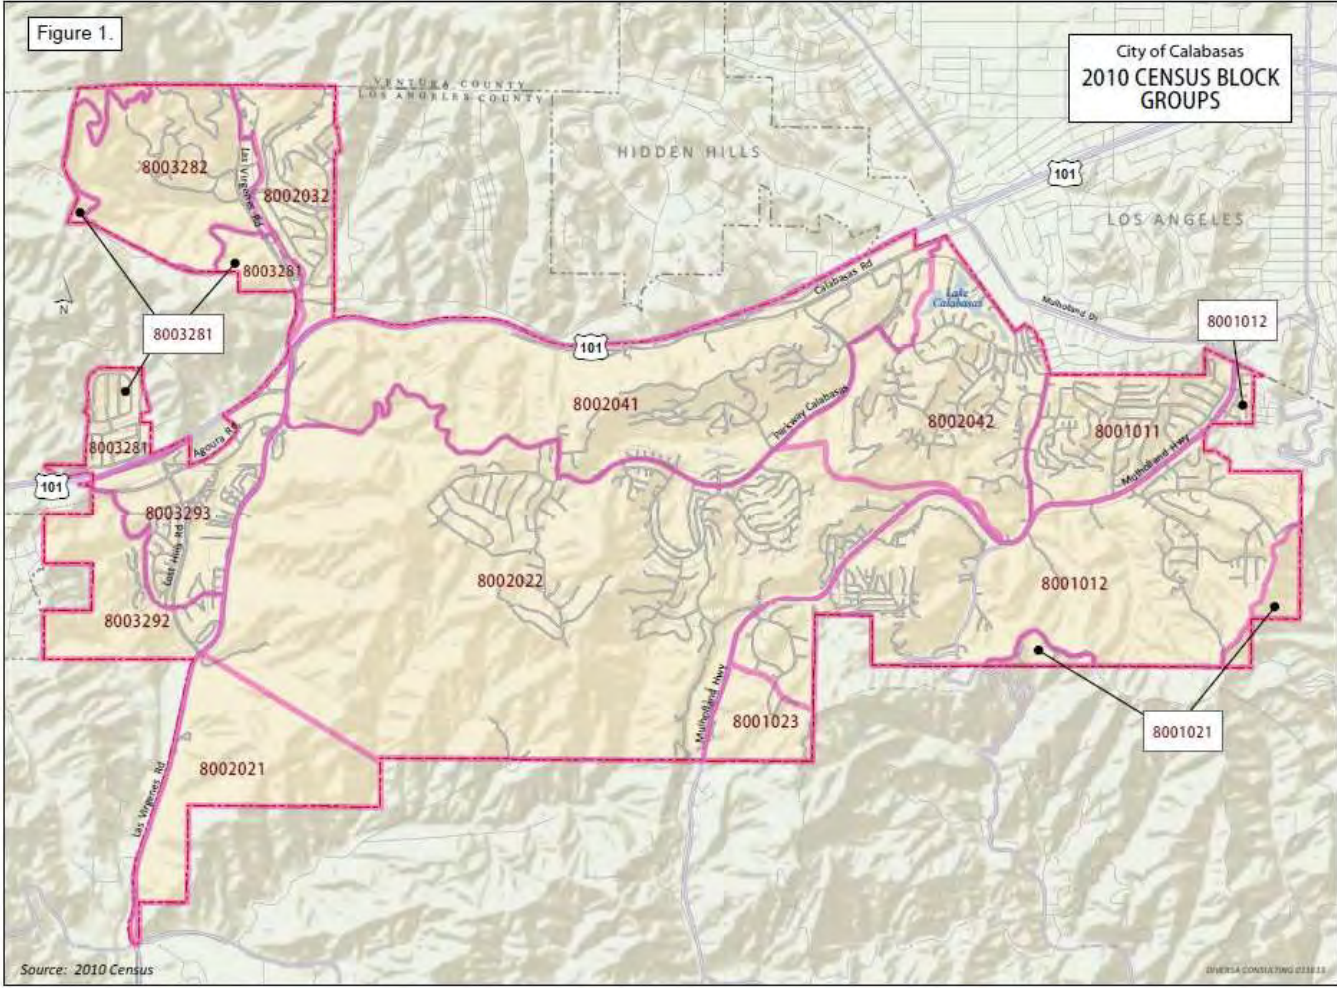 Figure 1.
City of Calabasas
2010 CENSUS BLOCK
GROUPS
VENTURA COUNTY
LOS ANGELES COUNTY
HIDDEN HILLS
101
LOS ANGELES
8003282
Las Virgenes Rd
8002032
8003281
Calabasas Rd
Lake
Calabasas
Mulholland Dr
N
8003281
8001012
101
8002041
Parkway Calabasas
8002042
8001011
Mulholland Hwy
8003281
Agoura Rd
101
8003293
Lost Hills Rd
8002022
8001012
8003292
Mulholland Hwy
8001023
8001021
8002021
Las Virgenes Rd
Source: 2010 Census
DIVERSA CONSULTING 031613